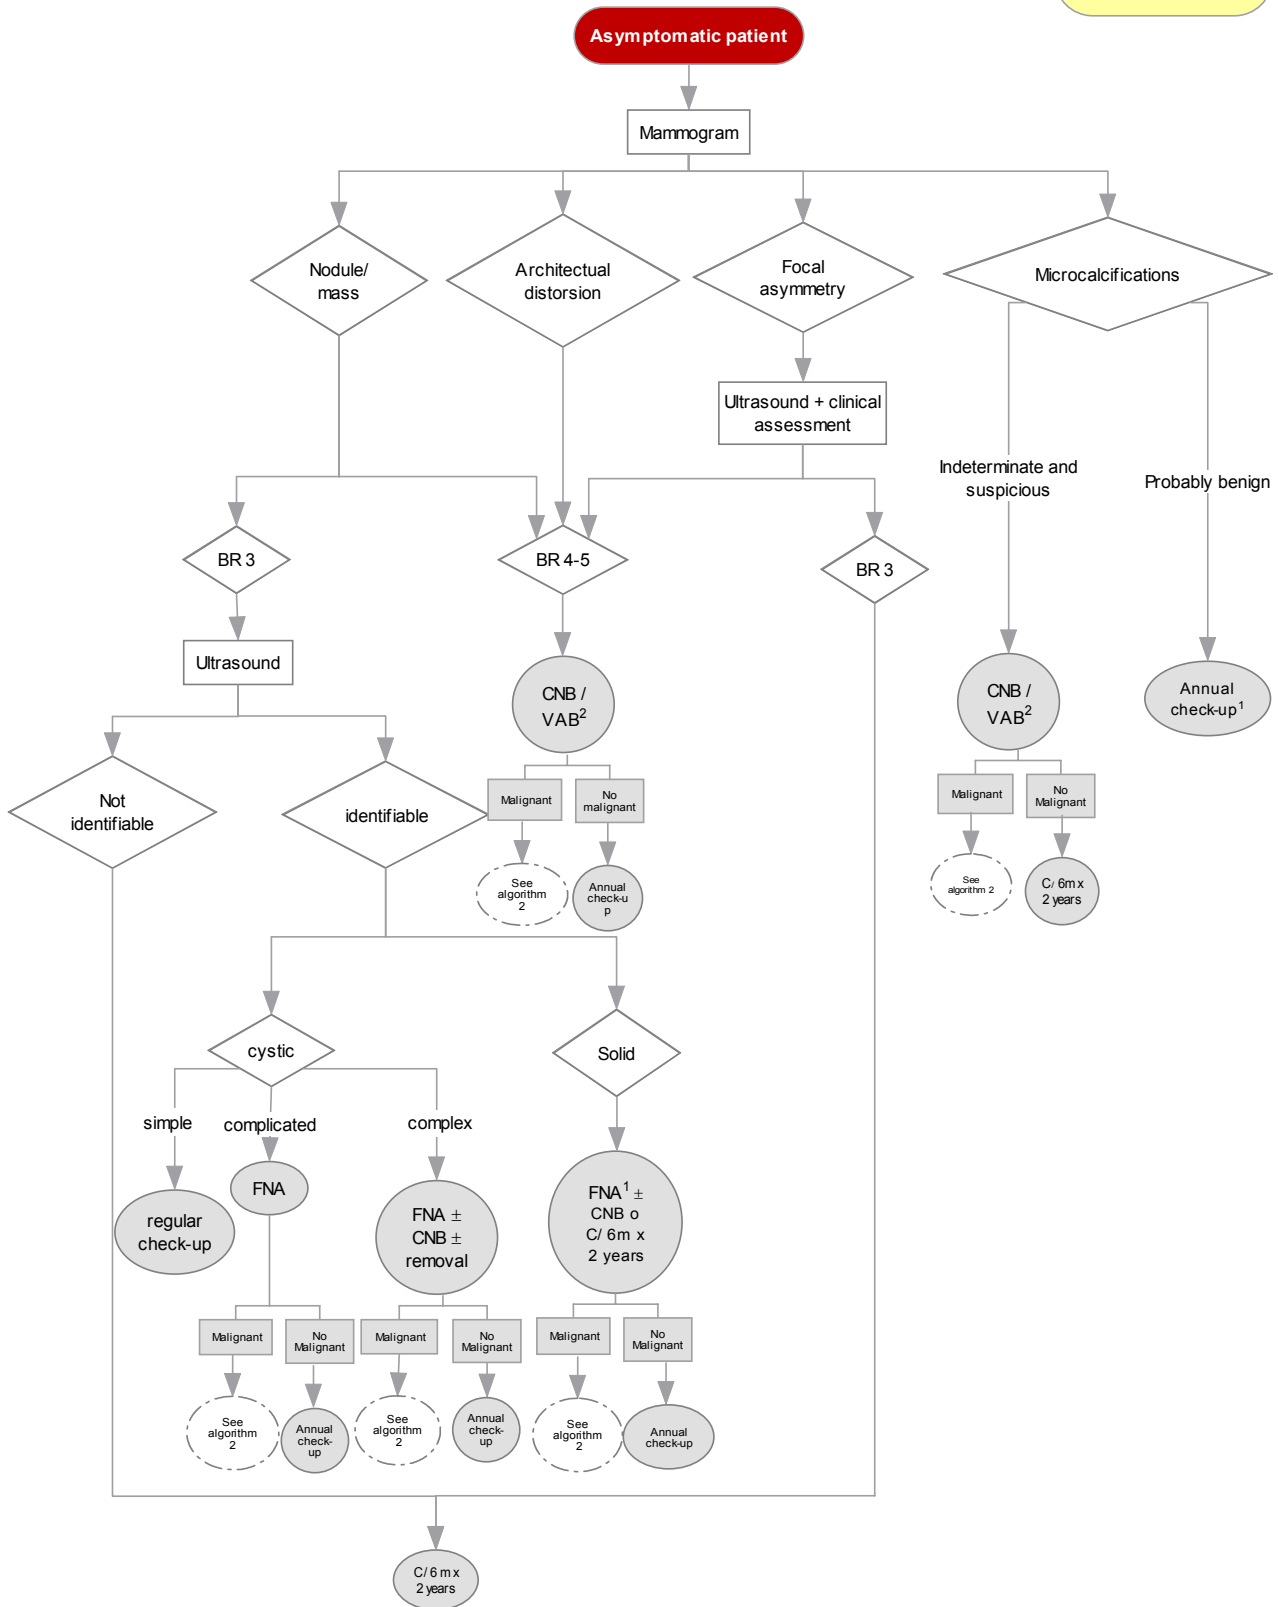 Asymptomatic patient
Mammogram
Nodule/
mass
Architectual
distorsion
Focal
asymmetry
Microcalcifications
Ultrasound + clinical
assessment
Indeterminate and
suspicious
Probably benign
BR 3
BR 4-5
BR 3
Ultrasound
CNB /
VAB²
CNB /
VAB²
Annual
check-up¹
Not
identifiable
identifiable
Malignant
No
malignant
Malignant
No
Malignant
See
algorithm
2
Annual
check-u
p
See
algorithm 2
C/ 6m x
2 years
cystic
Solid
simple
complicated
complex
FNA
regular
check-up
FNA ±
CNB ±
removal
FNA¹ ±
CNB o
C/ 6m x
2 years
Malignant
No
Malignant
Malignant
No
Malignant
Malignant
No
Malignant
See
algorithm
2
Annual
check-
up
See
algorithm
2
Annual
check-
up
See
algorithm
2
Annual
check-up
C/ 6 m x
2 years